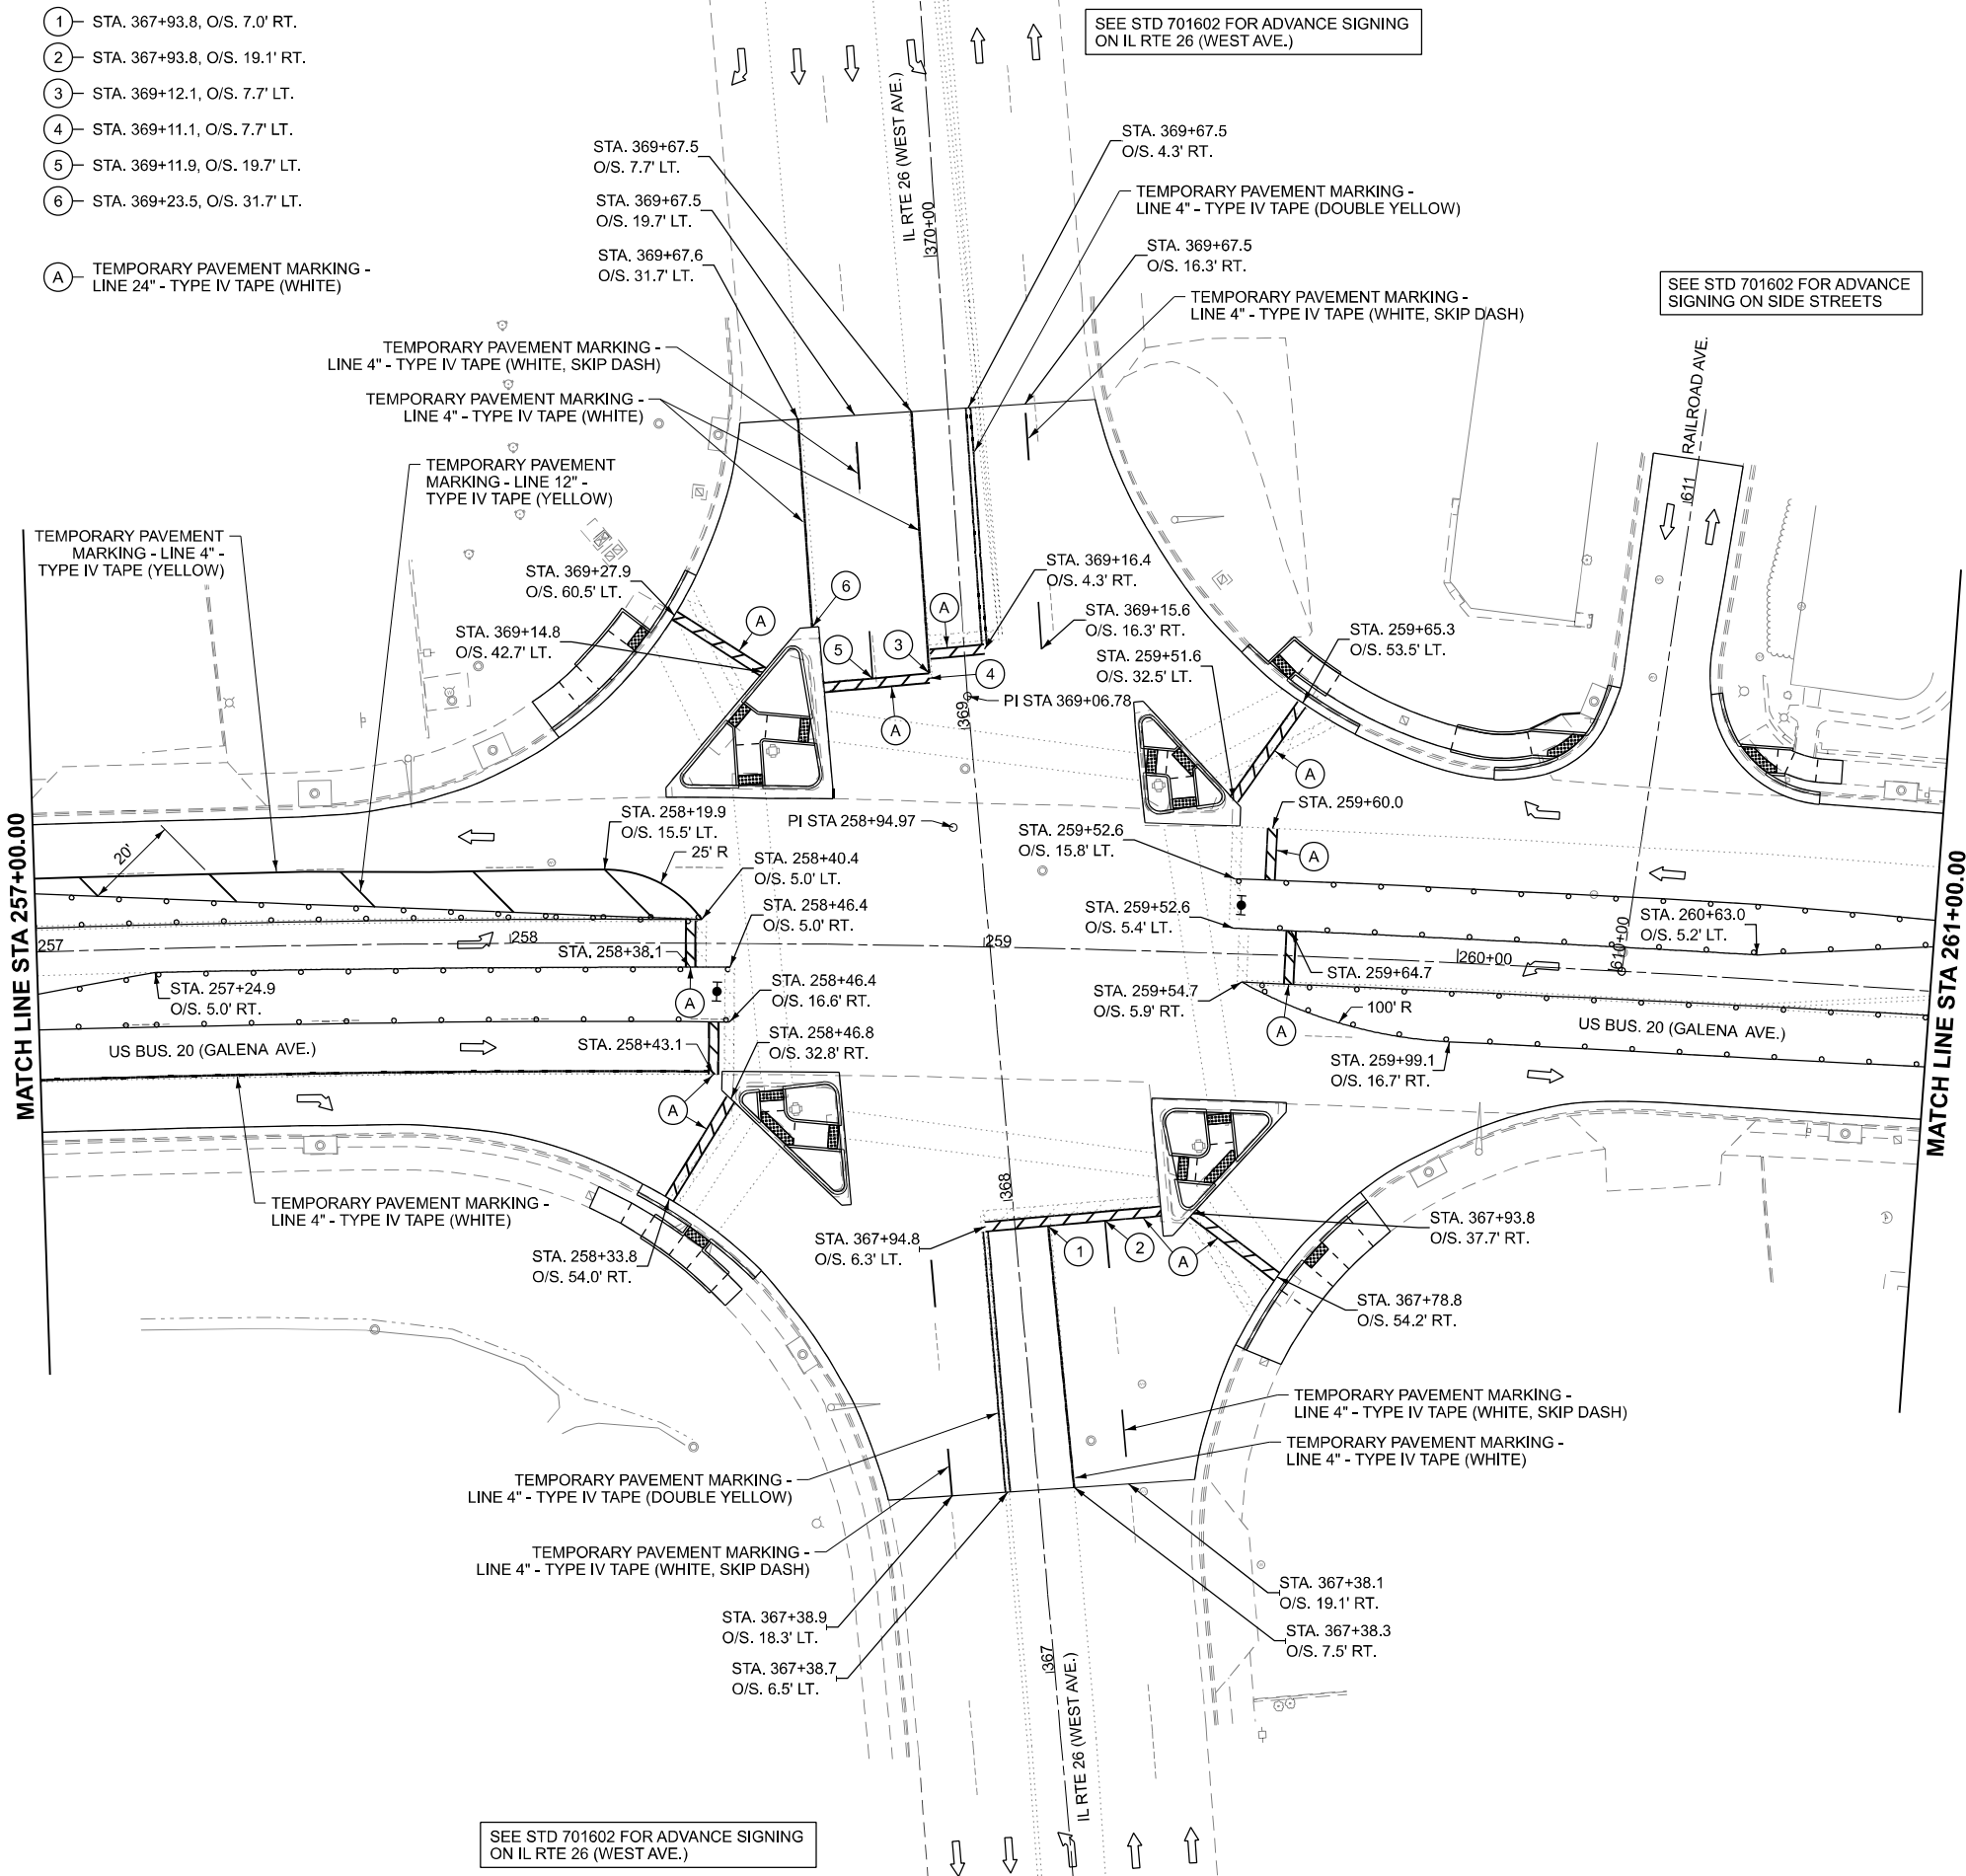 1 STA. 367+93.8, O/S. 7.0' RT.
2 STA. 367+93.8, O/S. 19.1' RT.
3 STA. 369+12.1, O/S. 7.7' LT.
4 STA. 369+11.1, O/S. 7.7' LT.
5 STA. 369+11.9, O/S. 19.7' LT.
6 STA. 369+23.5, O/S. 31.7' LT.
A TEMPORARY PAVEMENT MARKING -
LINE 24" - TYPE IV TAPE (WHITE)
SEE STD 701602 FOR ADVANCE SIGNING
ON IL RTE 26 (WEST AVE.)
IL RTE 26 (WEST AVE.)
370+00
STA. 369+67.5
O/S. 7.7' LT.
STA. 369+67.5
O/S. 19.7' LT.
STA. 369+67.6
O/S. 31.7' LT.
STA. 369+67.5
O/S. 4.3' RT.
TEMPORARY PAVEMENT MARKING -
LINE 4" - TYPE IV TAPE (DOUBLE YELLOW)
STA. 369+67.5
O/S. 16.3' RT.
TEMPORARY PAVEMENT MARKING -
LINE 4" - TYPE IV TAPE (WHITE, SKIP DASH)
SEE STD 701602 FOR ADVANCE
SIGNING ON SIDE STREETS
TEMPORARY PAVEMENT MARKING -
LINE 4" - TYPE IV TAPE (WHITE, SKIP DASH)
TEMPORARY PAVEMENT MARKING -
LINE 4" - TYPE IV TAPE (WHITE)
TEMPORARY PAVEMENT
MARKING - LINE 12" -
TYPE IV TAPE (YELLOW)
TEMPORARY PAVEMENT
MARKING - LINE 4" -
TYPE IV TAPE (YELLOW)
RAILROAD AVE.
611
STA. 369+27.9
O/S. 60.5' LT.
STA. 369+14.8
O/S. 42.7' LT.
A
6
5
3
A
4
A
STA. 369+16.4
O/S. 4.3' RT.
STA. 369+15.6
O/S. 16.3' RT.
STA. 259+51.6
O/S. 32.5' LT.
STA. 259+65.3
O/S. 53.5' LT.
369
PI STA 369+06.78
A
MATCH LINE STA 257+00.00
20'
STA. 258+19.9
O/S. 15.5' LT.
25' R
PI STA 258+94.97
STA. 258+40.4
O/S. 5.0' LT.
STA. 258+46.4
O/S. 5.0' RT.
STA. 259+60.0
STA. 259+52.6
O/S. 15.8' LT.
A
STA. 259+52.6
O/S. 5.4' LT.
STA. 260+63.0
O/S. 5.2' LT.
MATCH LINE STA 261+00.00
257
258
259
260+00
610+00
STA. 258+38.1
STA. 257+24.9
O/S. 5.0' RT.
A
STA. 258+46.4
O/S. 16.6' RT.
STA. 259+64.7
STA. 259+54.7
O/S. 5.9' RT.
A
100' R
US BUS. 20 (GALENA AVE.)
US BUS. 20 (GALENA AVE.)
STA. 258+43.1
STA. 258+46.8
O/S. 32.8' RT.
STA. 259+99.1
O/S. 16.7' RT.
A
TEMPORARY PAVEMENT MARKING -
LINE 4" - TYPE IV TAPE (WHITE)
STA. 258+33.8
O/S. 54.0' RT.
368
STA. 367+94.8
O/S. 6.3' LT.
1
2
A
STA. 367+93.8
O/S. 37.7' RT.
STA. 367+78.8
O/S. 54.2' RT.
TEMPORARY PAVEMENT MARKING -
LINE 4" - TYPE IV TAPE (WHITE, SKIP DASH)
TEMPORARY PAVEMENT MARKING -
LINE 4" - TYPE IV TAPE (WHITE)
TEMPORARY PAVEMENT MARKING -
LINE 4" - TYPE IV TAPE (DOUBLE YELLOW)
TEMPORARY PAVEMENT MARKING -
LINE 4" - TYPE IV TAPE (WHITE, SKIP DASH)
STA. 367+38.9
O/S. 18.3' LT.
STA. 367+38.7
O/S. 6.5' LT.
STA. 367+38.1
O/S. 19.1' RT.
STA. 367+38.3
O/S. 7.5' RT.
367
IL RTE 26 (WEST AVE.)
SEE STD 701602 FOR ADVANCE SIGNING
ON IL RTE 26 (WEST AVE.)